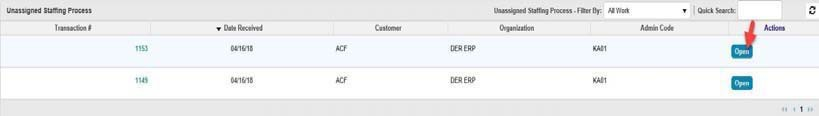 Unassigned Staffing Process Unassigned Staffing Process - Filter By: All Work Quick Search:
Transaction # Date Received Customer Organization Admin Code Actions
1153 04/16/18 ACF DER ERP KA01 Open
1149 04/16/18 ACF DER ERP KA01 Open
1